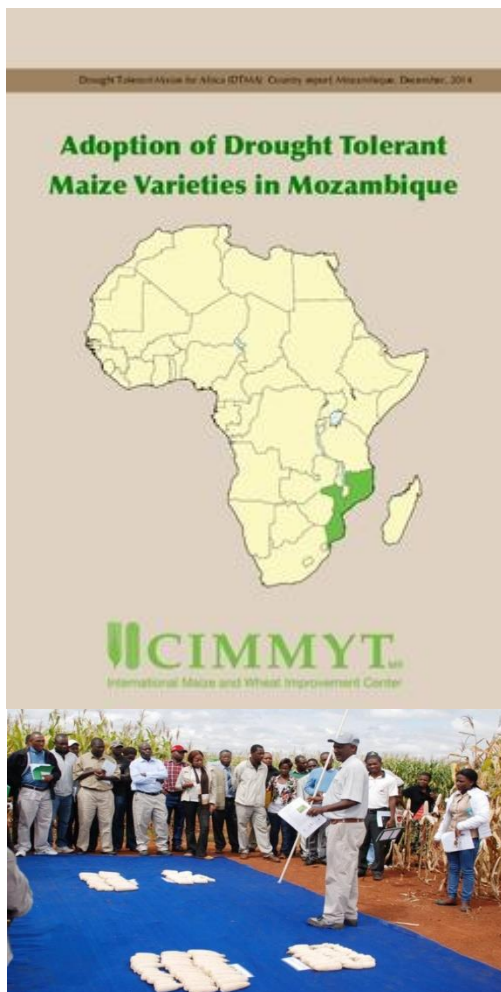 Drought Tolerant Maize for Africa (DTMA) Country report Mozambique, December, 2014
Adoption of Drought Tolerant
Maize Varieties in Mozambique
CIMMYT
International Maize and Wheat Improvement Center